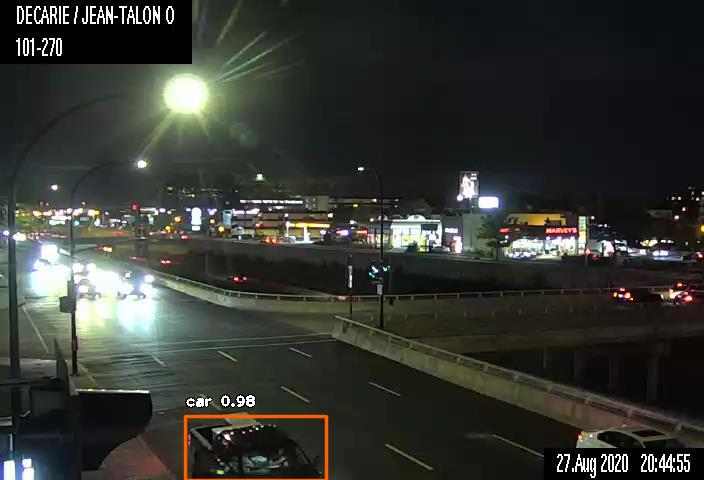 DECARIE / JEAN-TALON O
101-270
HARVEY'S
car 0.98
27.Aug 2020 20:44:55